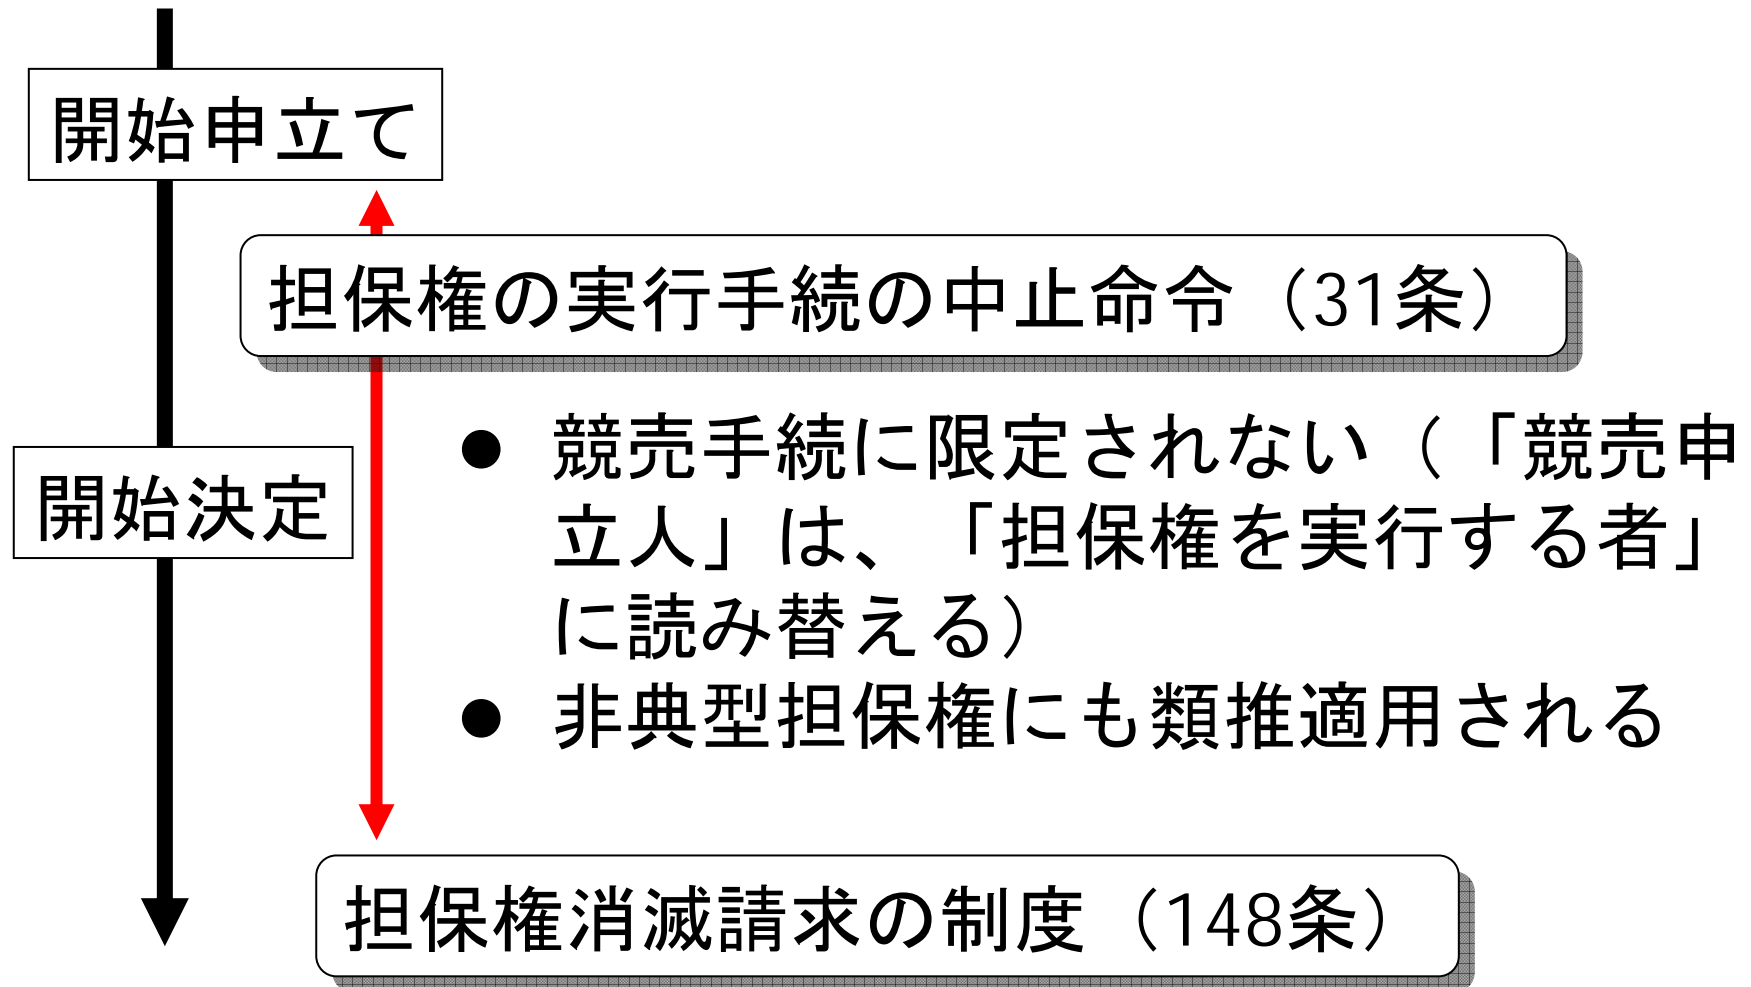 開始申立て
担保権の実行手続の中止命令（31条）
● 競売手続に限定されない（「競売申
立人」は、「担保権を実行する者」
に読み替える）
開始決定
● 非典型担保権にも類推適用される
担保権消滅請求の制度（148条）